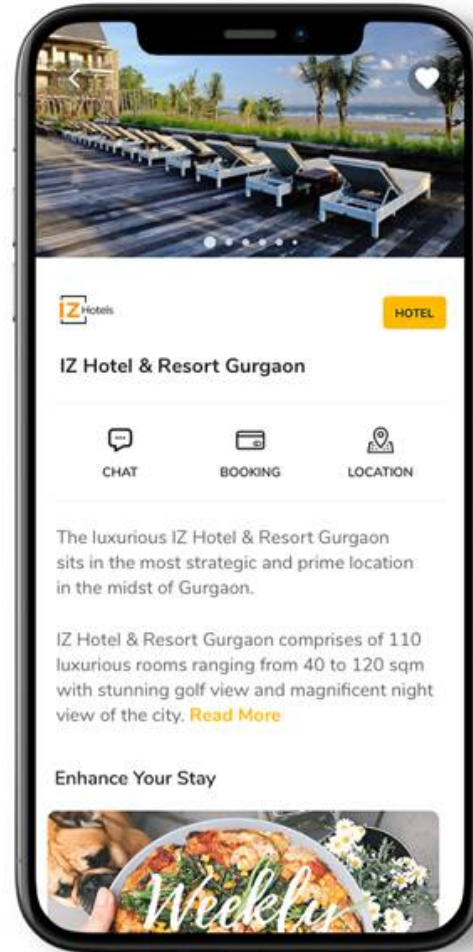 IZ Hotels
HOTEL
IZ Hotel & Resort Gurgaon
CHAT
BOOKING
LOCATION
The luxurious IZ Hotel & Resort Gurgaon
sits in the most strategic and prime location
in the midst of Gurgaon.
IZ Hotel & Resort Gurgaon comprises of 110
luxurious rooms ranging from 40 to 120 sqm
with stunning golf view and magnificent night
view of the city. Read More
Enhance Your Stay
Weekly